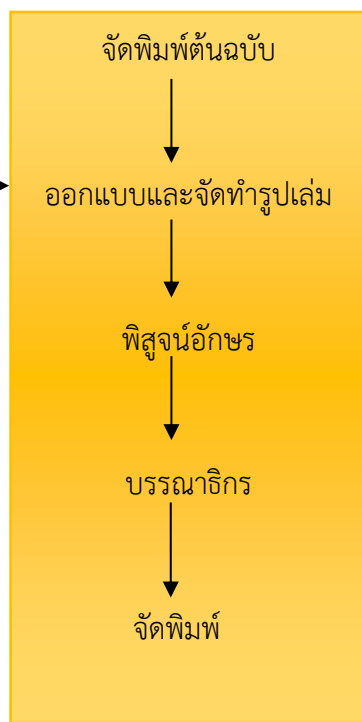 จัดพิมพ์ต้นฉบับ
ออกแบบและจัดทำรูปเล่ม
พิสูจน์อักษร
บรรณาธิกร
จัดพิมพ์